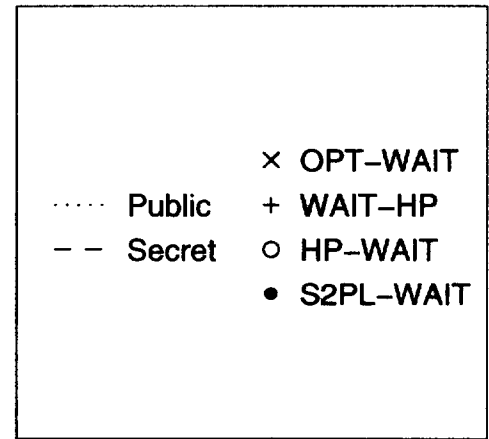 × OPT–WAIT
····· Public + WAIT–HP
– – Secret ○ HP–WAIT
● S2PL–WAIT